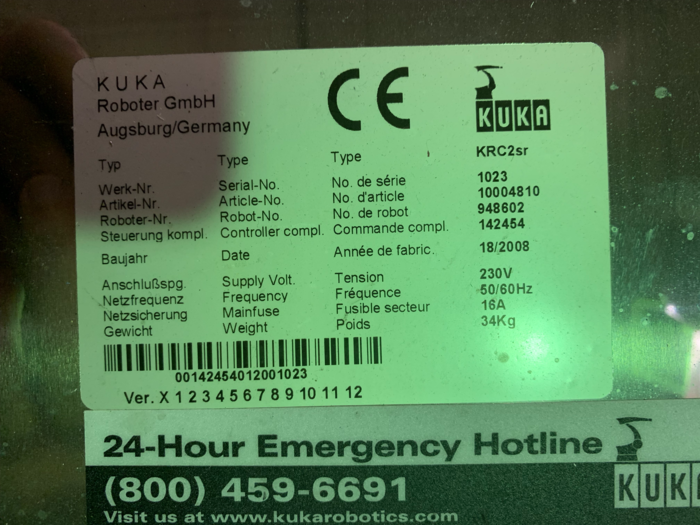 KUKA
Roboter GmbH
Augsburg/Germany
CE
KUKA
Typ Type Type KRC2sr
Werk-Nr. Serial-No. No. de série 1023
Artikel-Nr. Article-No. No. d'article 10004810
Roboter-Nr. Robot-No. No. de robot 948602
Steuerung kompl. Controller compl. Commande compl. 142454
Baujahr Date Année de fabric. 18/2008
Anschlußspg. Supply Volt. Tension 230V
Netzfrequenz Frequency Fréquence 50/60Hz
Netzsicherung Mainfuse Fusible secteur 16A
Gewicht Weight Poids 34Kg
00142454012001023
Ver. X 1 2 3 4 5 6 7 8 9 10 11 12
24-Hour Emergency Hotline
(800) 459-6691
KUKA
Visit us at www.kukarobotics.com